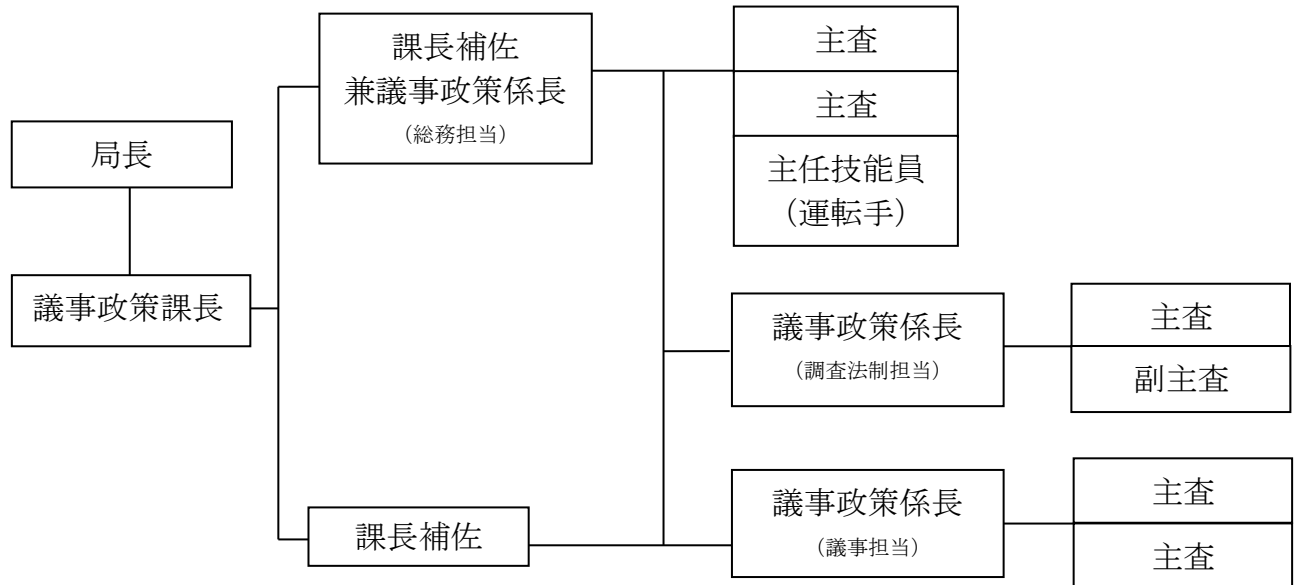 局長
議事政策課長
課長補佐
兼議事政策係長
（総務担当）
課長補佐
主査
主査
主任技能員
（運転手）
議事政策係長
（調査法制担当）
主査
副主査
議事政策係長
（議事担当）
主査
主査